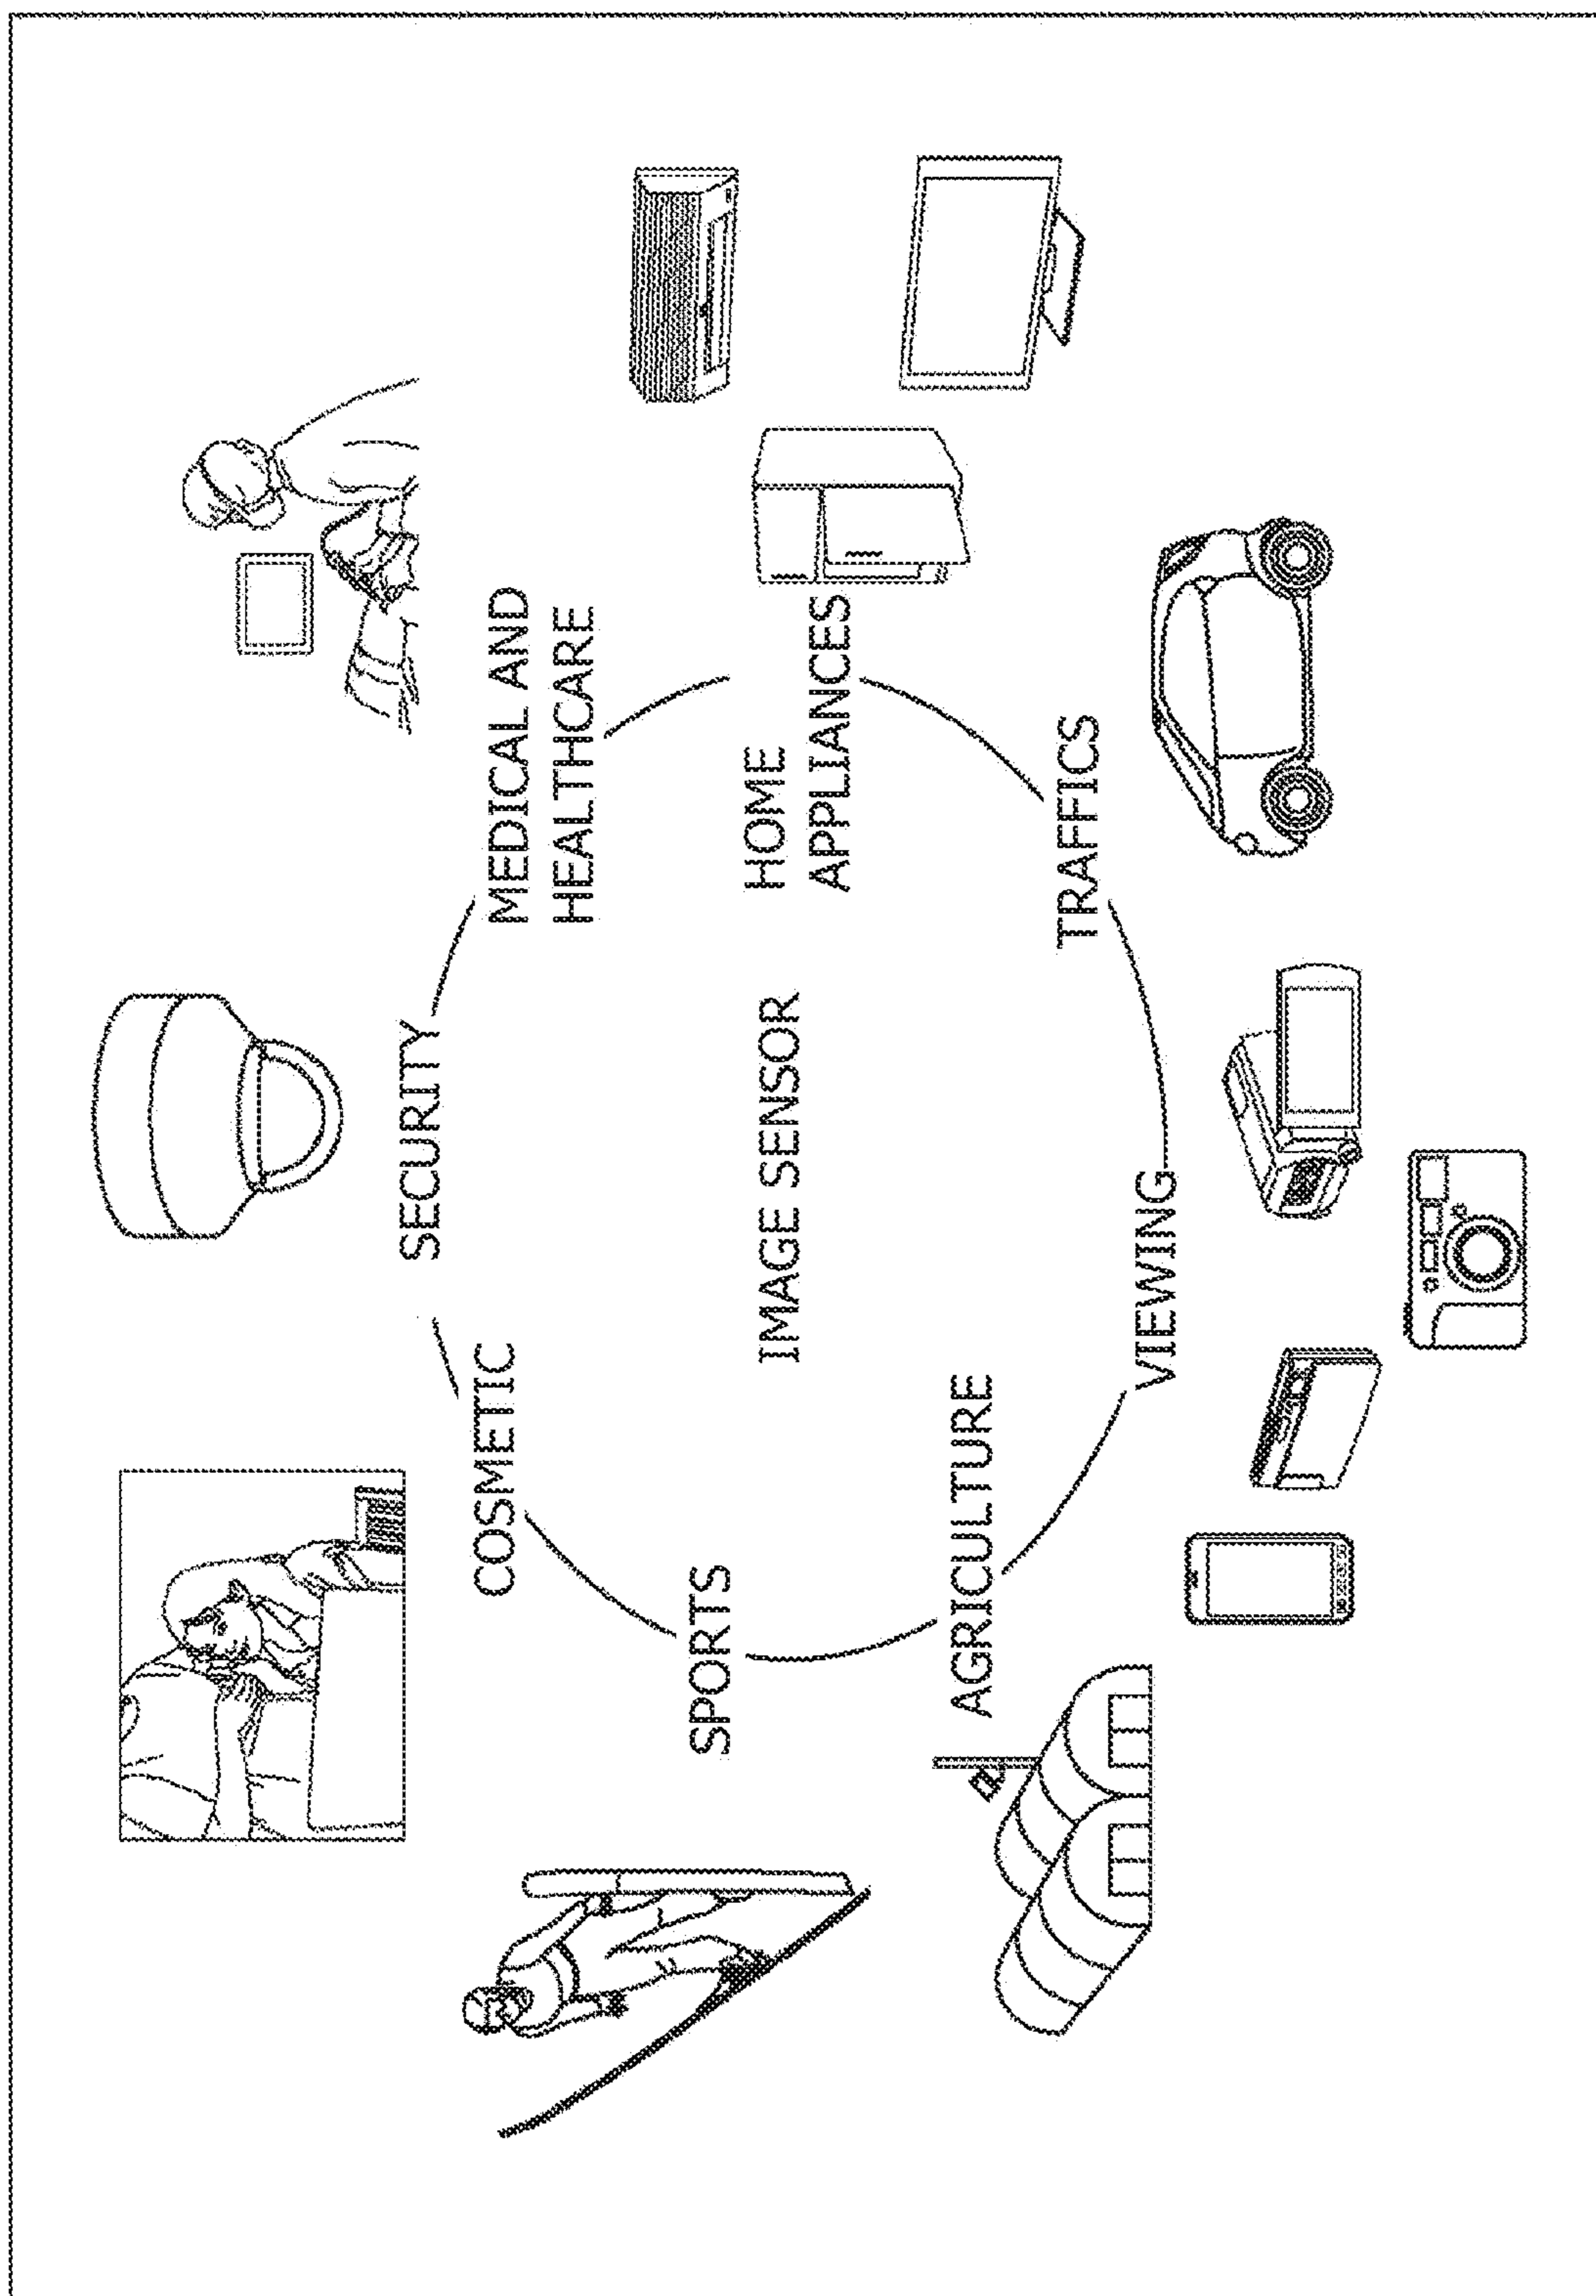 SECURITY
COSMETIC
MEDICAL AND
HEALTHCARE
SPORTS
IMAGE SENSOR
HOME
APPLIANCES
AGRICULTURE
TRAFFICS
VIEWING